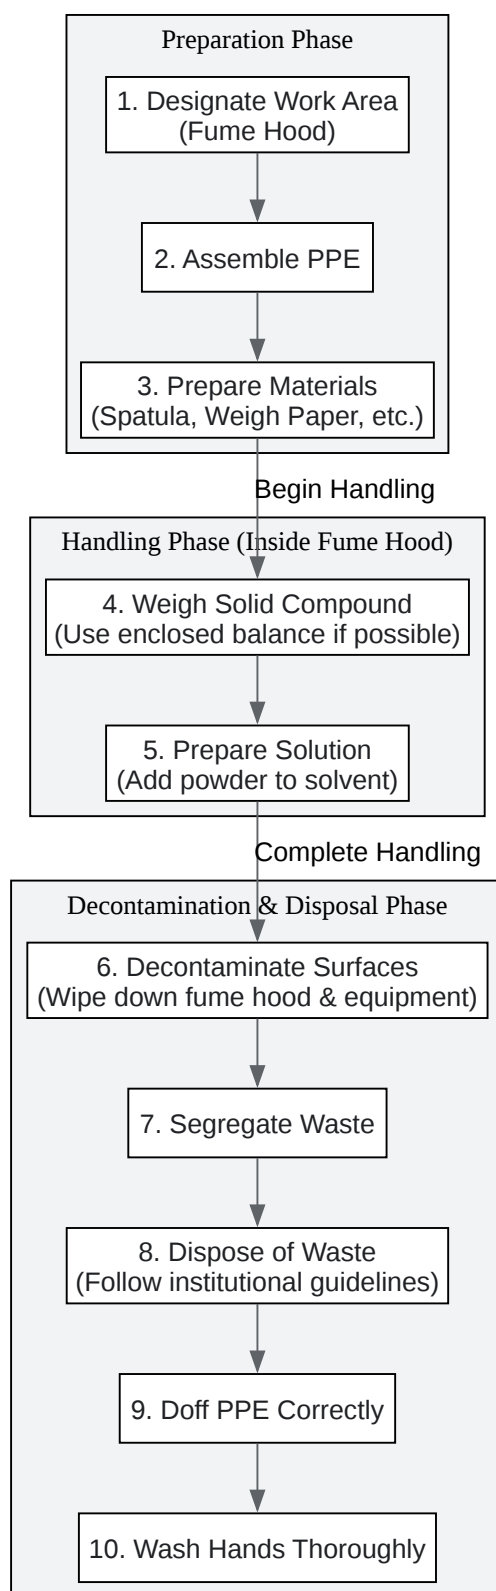 Preparation Phase
1. Designate Work Area
(Fume Hood)
2. Assemble PPE
3. Prepare Materials
(Spatula, Weigh Paper, etc.)
Begin Handling
Handling Phase (Inside Fume Hood)
4. Weigh Solid Compound
(Use enclosed balance if possible)
5. Prepare Solution
(Add powder to solvent)
Complete Handling
Decontamination & Disposal Phase
6. Decontaminate Surfaces
(Wipe down fume hood & equipment)
7. Segregate Waste
8. Dispose of Waste
(Follow institutional guidelines)
9. Doff PPE Correctly
10. Wash Hands Thoroughly